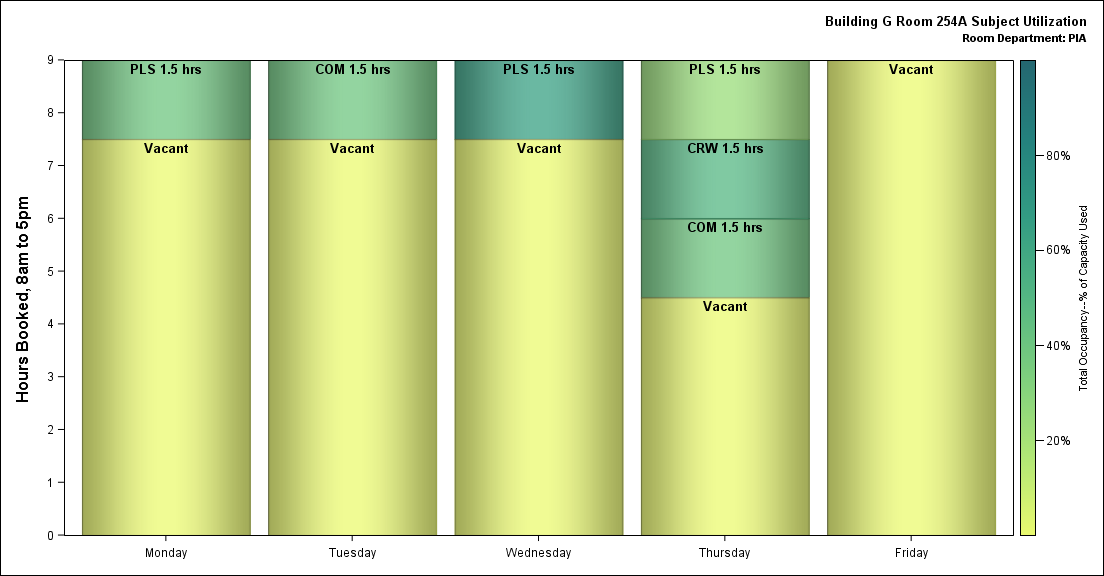 Building G Room 254A Subject Utilization
Room Department: PIA
Hours Booked, 8am to 5pm
9
8
7
6
5
4
3
2
1
0
PLS 1.5 hrs
Vacant
COM 1.5 hrs
Vacant
PLS 1.5 hrs
Vacant
PLS 1.5 hrs
CRW 1.5 hrs
COM 1.5 hrs
Vacant
Vacant
Monday
Tuesday
Wednesday
Thursday
Friday
80%
60%
40%
20%
Total Occupancy--% of Capacity Used